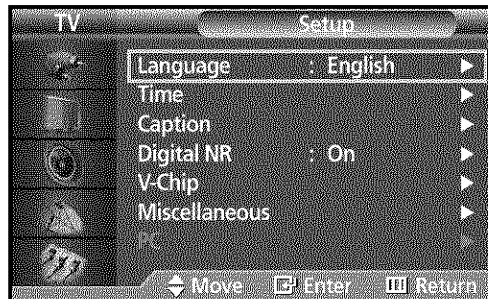 TV Setup
Language : English
Time
Caption
Digital NR : On
V-Chip
Miscellaneous
PC
Move Enter Return